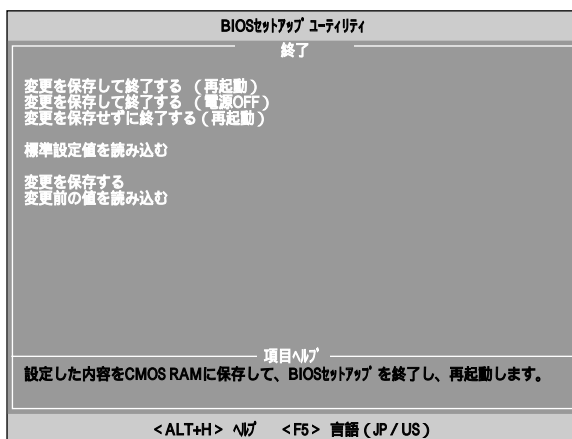 BIOSセットアップ ユーティリティ
終了
変更を保存して終了する (再起動)
変更を保存して終了する (電源OFF)
変更を保存せずに終了する(再起動)
標準設定値を読み込む
変更を保存する
変更前の値を読み込む
項目ヘルプ
設定した内容をCMOS RAMに保存して、BIOSセットアップ を終了し、再起動します。
<ALT+H> ヘルプ <F5> 言語(JP/US)